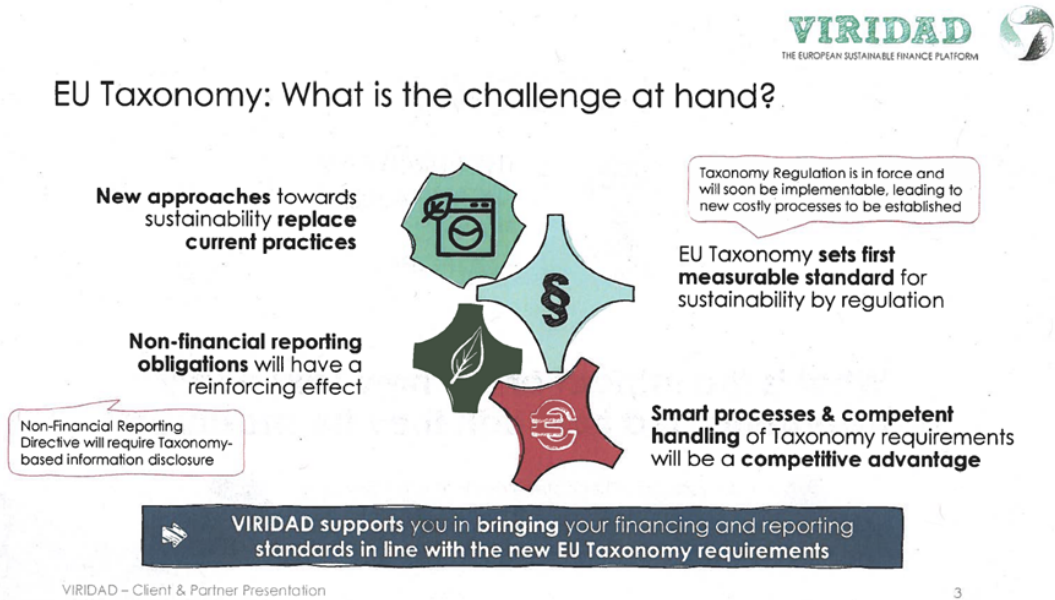 VIRIDAD
THE EUROPEAN SUSTAINABLE FINANCE PLATFORM
EU Taxonomy: What is the challenge at hand?
New approaches towards
sustainability replace
current practices
Taxonomy Regulation is in force and
will soon be implementable, leading to
new costly processes to be established
EU Taxonomy sets first
measurable standard for
sustainability by regulation
§
Non-financial reporting
obligations will have a
reinforcing effect
Non-Financial Reporting
Directive will require Taxonomy-
based information disclosure
€
Smart processes & competent
handling of Taxonomy requirements
will be a competitive advantage
VIRIDAD supports you in bringing your financing and reporting
standards in line with the new EU Taxonomy requirements
VIRIDAD – Client & Partner Presentation
3